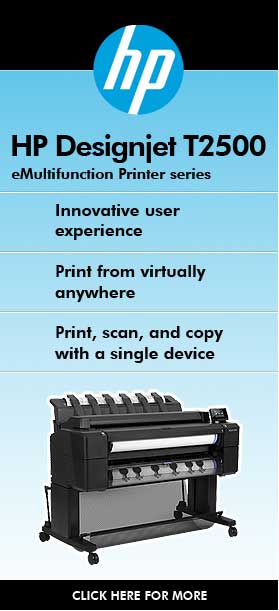 hp
HP Designjet T2500
eMultifunction Printer series
Innovative user
experience
Print from virtually
anywhere
Print, scan, and copy
with a single device
CLICK HERE FOR MORE